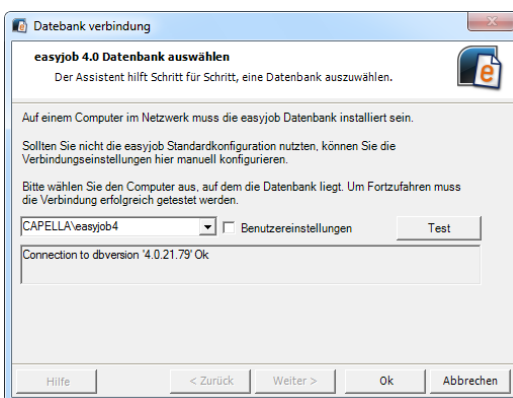 Datebank verbindung
easyjob 4.0 Datenbank auswählen
Der Assistent hilft Schritt für Schritt, eine Datenbank auszuwählen.
e
Auf einem Computer im Netzwerk muss die easyjob Datenbank installiert sein.
Sollten Sie nicht die easyjob Standardkonfiguration nutzten, können Sie die
Verbindungseinstellungen hier manuell konfigurieren.
Bitte wählen Sie den Computer aus, auf dem die Datenbank liegt. Um Fortzufahren muss
die Verbindung erfolgreich getestet werden.
CAPELLA\easyjob4 Benutzereinstellungen Test
Connection to dbversion '4.0.21.79' Ok
Hilfe < Zurück Weiter > Ok Abbrechen